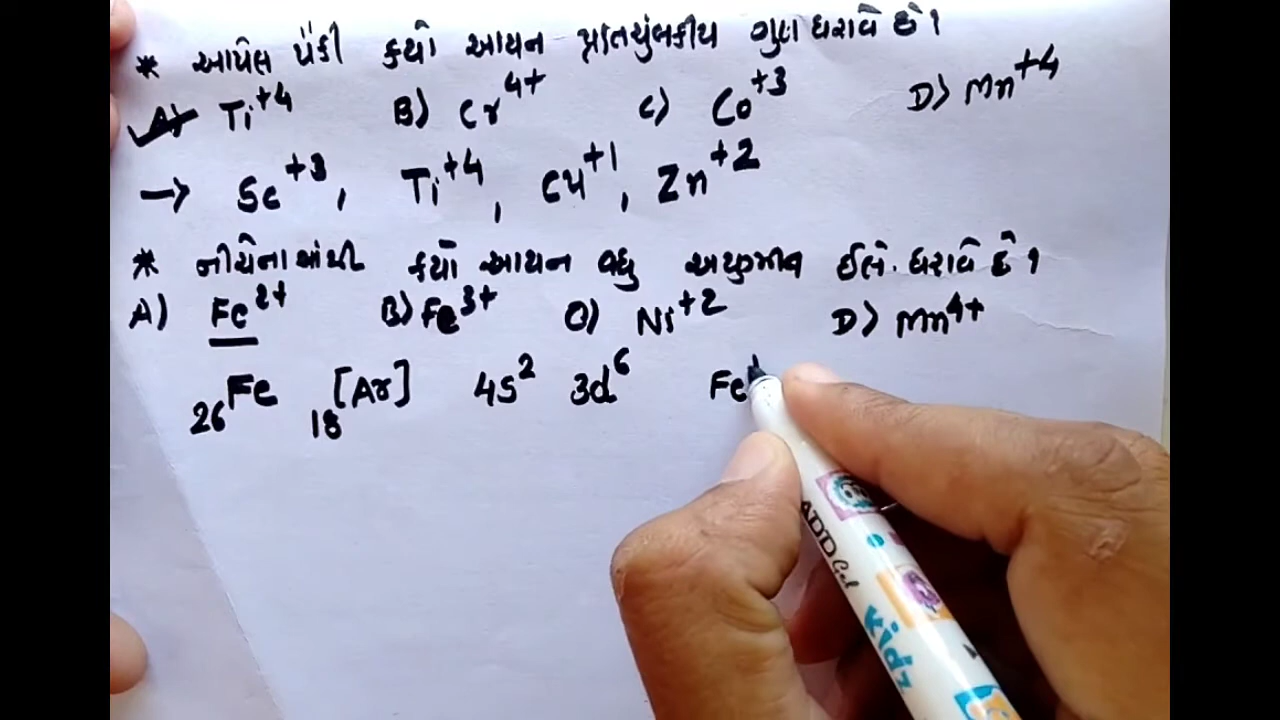 * આપેલ પૈકી કયો આયન પ્રતિચુંબકીય ગુણ ધરાવે છે ?
A) Ti+4 B) Cr4+ C) Co+3 D) Mn+4
→ Sc+3, Ti+4, Cu+1, Zn+2
* નીચેનામાંથી કયો આયન વધુ અયુગ્મીત ઈલે. ધરાવે છે ?
A) Fe2+ B) Fe3+ C) Ni+2 D) Mn4+
26Fe 18[Ar] 4s2 3d6 Fe
ADD Gel